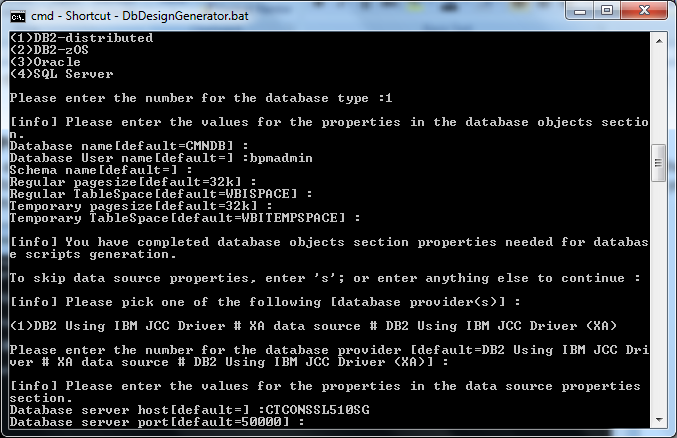 cmd - Shortcut - DbDesignGenerator.bat
(1)DB2-distributed
(2)DB2-zOS
(3)Oracle
(4)SQL Server
Please enter the number for the database type :1
[info] Please enter the values for the properties in the database objects sectio
n.
Database name[default=CMNDB] :
Database User name[default=] :bpmadmin
Schema name[default=] :
Regular pagesize[default=32k] :
Regular TableSpace[default=WBISPACE] :
Temporary pagesize[default=32k] :
Temporary TableSpace[default=WBITEMPSPACE] :
[info] You have completed database objects section properties needed for databas
e scripts generation.
To skip data source properties, enter 's'; or enter anything else to continue :
[info] Please pick one of the following [database provider(s)] :
(1)DB2 Using IBM JCC Driver # XA data source # DB2 Using IBM JCC Driver (XA)
Please enter the number for the database provider [default=DB2 Using IBM JCC Dri
ver # XA data source # DB2 Using IBM JCC Driver (XA)] :
[info] Please enter the values for the properties in the data source properties
section.
Database server host[default=] :CTCONSSL510SG
Database server port[default=50000] :